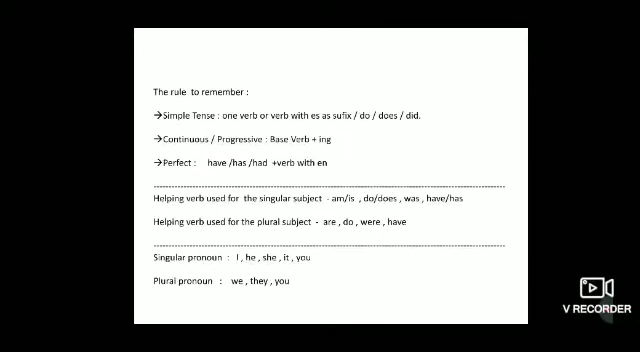 The rule to remember :
→Simple Tense : one verb or verb with es as sufix / do / does / did.
→Continuous / Progressive : Base Verb + ing
→Perfect : have /has /had +verb with en
Helping verb used for the singular subject - am/is , do/does , was , have/has
Helping verb used for the plural subject - are , do , were , have
Singular pronoun : I , he , she , it , you
Plural pronoun : we , they , you
V RECORDER